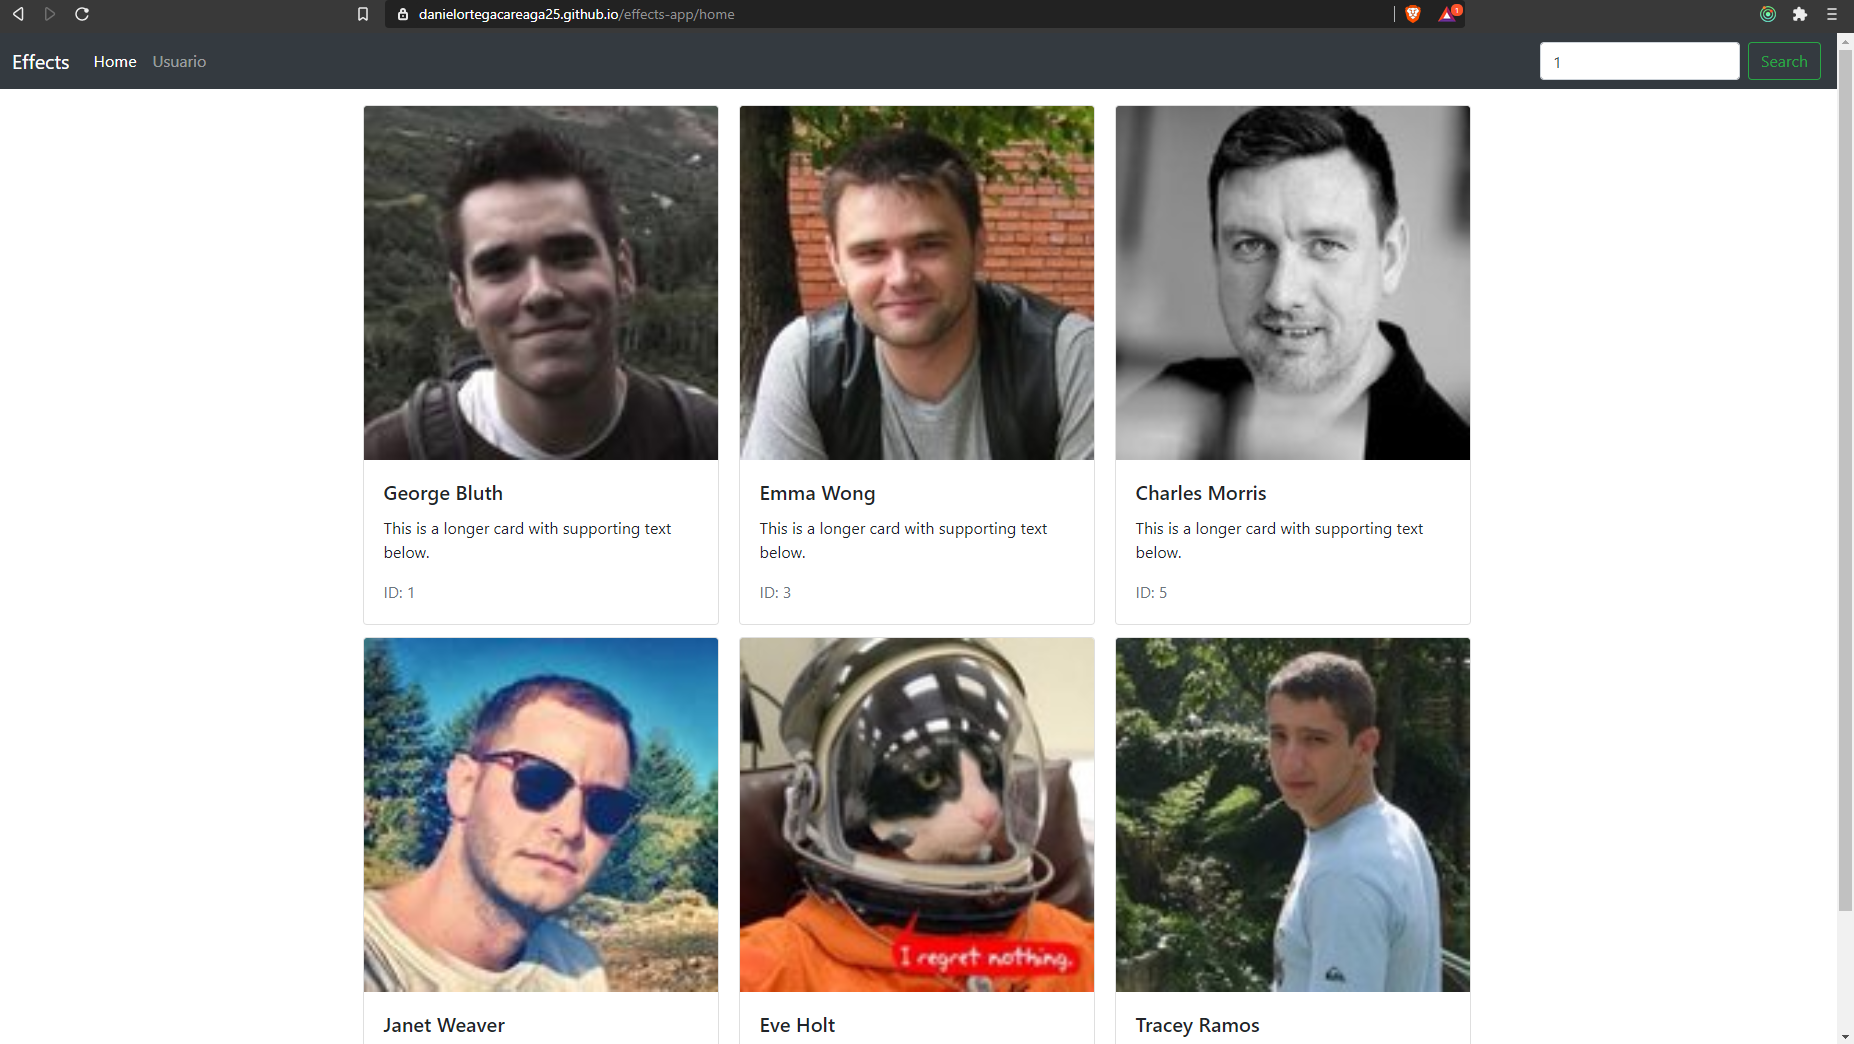 danielortegacareaga25.github.io/effects-app/home
1
Effects Home Usuario 1 Search
George Bluth
This is a longer card with supporting text
below.
ID: 1
Emma Wong
This is a longer card with supporting text
below.
ID: 3
Charles Morris
This is a longer card with supporting text
below.
ID: 5
I regret nothing.
Janet Weaver
Eve Holt
Tracey Ramos